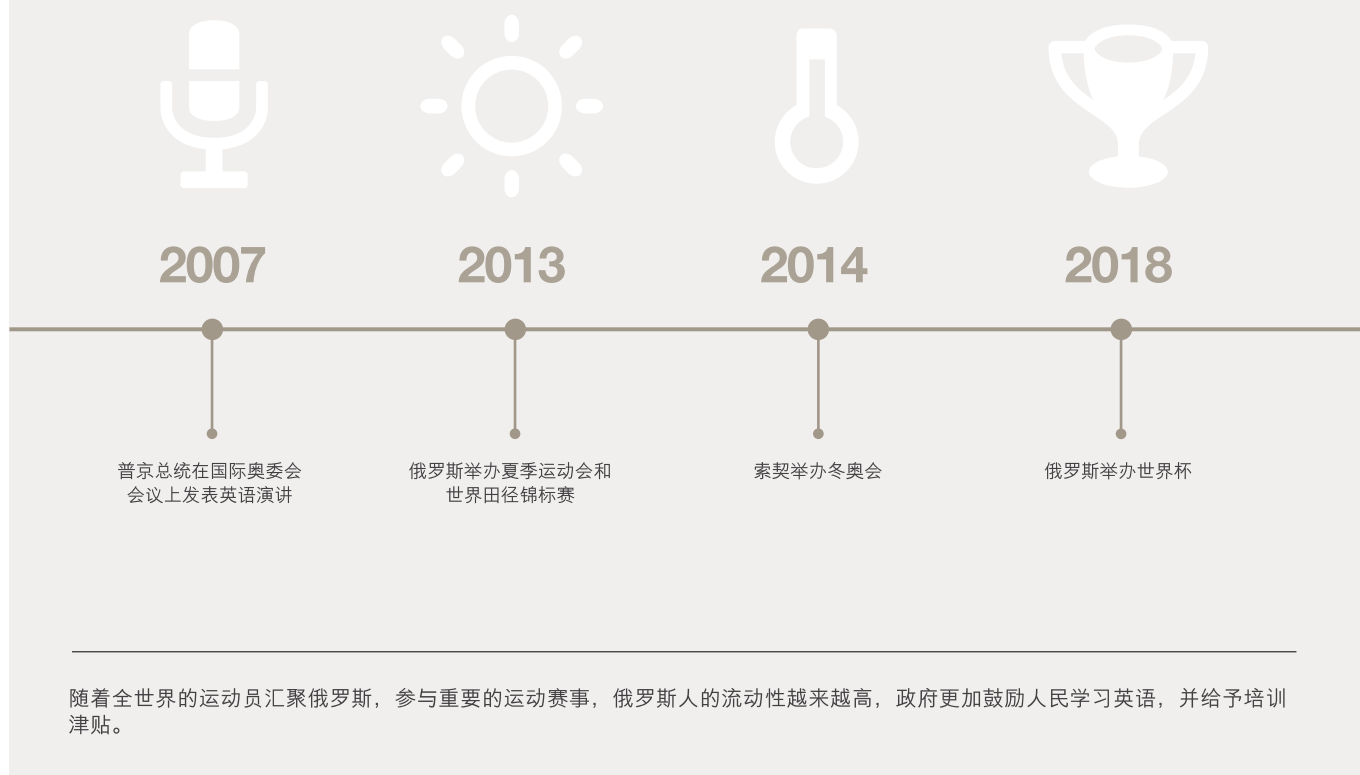 2007
2013
2014
2018
普京总统在国际奥委会
会议上发表英语演讲
俄罗斯举办夏季运动会和
世界田径锦标赛
索契举办冬奥会
俄罗斯举办世界杯
随着全世界的运动员汇聚俄罗斯，参与重要的运动赛事，俄罗斯人的流动性越来越高，政府更加鼓励人民学习英语，并给予培训
津贴。